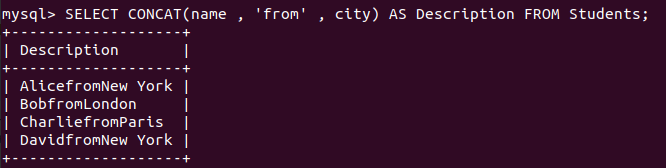 mysql> SELECT CONCAT(name , 'from' , city) AS Description FROM Students;
+-------------------+
| Description       |
+-------------------+
| AlicefromNew York |
| BobfromLondon     |
| CharliefromParis  |
| DavidfromNew York |
+-------------------+